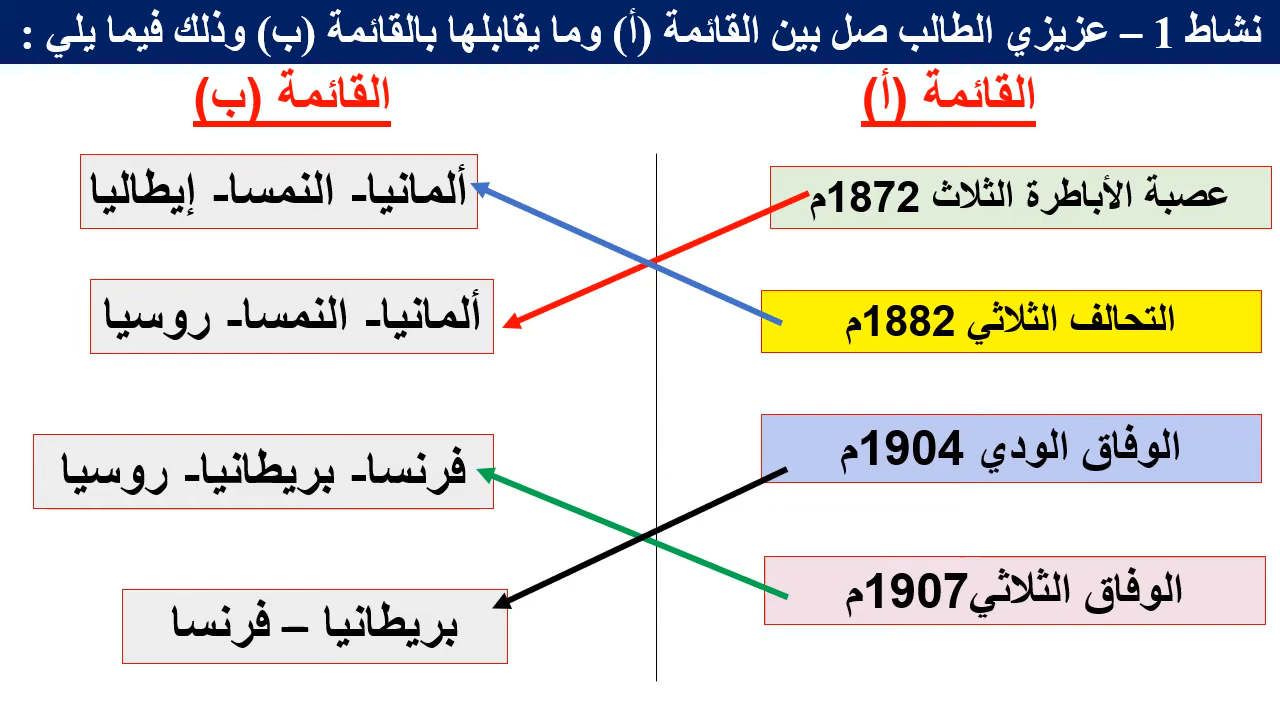 نشاط 1 – عزيزي الطالب صل بين القائمة (أ) وما يقابلها بالقائمة (ب) وذلك فيما يلي :
القائمة (أ)
القائمة (ب)
عصبة الأباطرة الثلاث 1872م
ألمانيا- النمسا- إيطاليا
التحالف الثلاثي 1882م
ألمانيا- النمسا- روسيا
الوفاق الودي 1904م
فرنسا- بريطانيا- روسيا
الوفاق الثلاثي1907م
بريطانيا – فرنسا